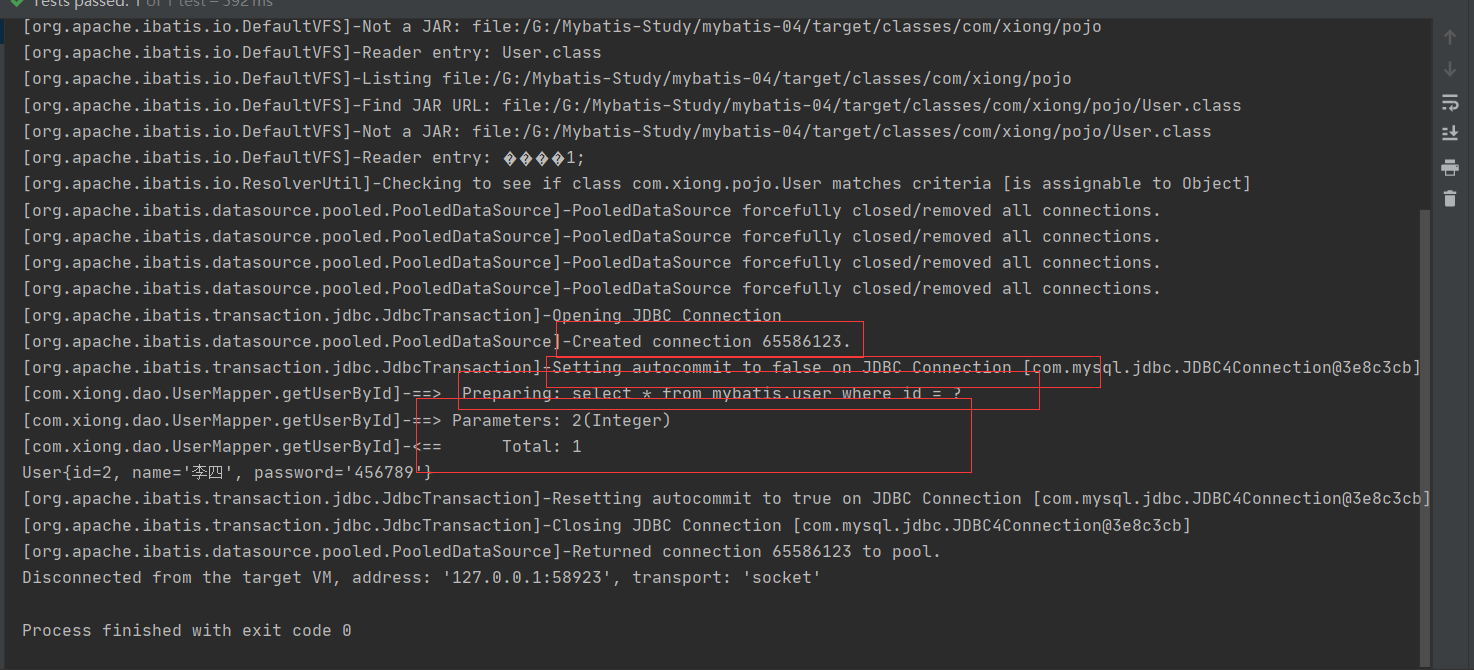 Tests passed: 1 of 1 test – 392 ms
[org.apache.ibatis.io.DefaultVFS]-Not a JAR: file:/G:/Mybatis-Study/mybatis-04/target/classes/com/xiong/pojo
[org.apache.ibatis.io.DefaultVFS]-Reader entry: User.class
[org.apache.ibatis.io.DefaultVFS]-Listing file:/G:/Mybatis-Study/mybatis-04/target/classes/com/xiong/pojo
[org.apache.ibatis.io.DefaultVFS]-Find JAR URL: file:/G:/Mybatis-Study/mybatis-04/target/classes/com/xiong/pojo/User.class
[org.apache.ibatis.io.DefaultVFS]-Not a JAR: file:/G:/Mybatis-Study/mybatis-04/target/classes/com/xiong/pojo/User.class
[org.apache.ibatis.io.DefaultVFS]-Reader entry: ����1;
[org.apache.ibatis.io.ResolverUtil]-Checking to see if class com.xiong.pojo.User matches criteria [is assignable to Object]
[org.apache.ibatis.datasource.pooled.PooledDataSource]-PooledDataSource forcefully closed/removed all connections.
[org.apache.ibatis.datasource.pooled.PooledDataSource]-PooledDataSource forcefully closed/removed all connections.
[org.apache.ibatis.datasource.pooled.PooledDataSource]-PooledDataSource forcefully closed/removed all connections.
[org.apache.ibatis.datasource.pooled.PooledDataSource]-PooledDataSource forcefully closed/removed all connections.
[org.apache.ibatis.transaction.jdbc.JdbcTransaction]-Opening JDBC Connection
[org.apache.ibatis.datasource.pooled.PooledDataSource]-Created connection 65586123.
[org.apache.ibatis.transaction.jdbc.JdbcTransaction]-Setting autocommit to false on JDBC Connection [com.mysql.jdbc.JDBC4Connection@3e8c3cb]
[com.xiong.dao.UserMapper.getUserById]-==>  Preparing: select * from mybatis.user where id = ?
[com.xiong.dao.UserMapper.getUserById]-==> Parameters: 2(Integer)
[com.xiong.dao.UserMapper.getUserById]-<==      Total: 1
User{id=2, name='李四', password='456789'}
[org.apache.ibatis.transaction.jdbc.JdbcTransaction]-Resetting autocommit to true on JDBC Connection [com.mysql.jdbc.JDBC4Connection@3e8c3cb]
[org.apache.ibatis.transaction.jdbc.JdbcTransaction]-Closing JDBC Connection [com.mysql.jdbc.JDBC4Connection@3e8c3cb]
[org.apache.ibatis.datasource.pooled.PooledDataSource]-Returned connection 65586123 to pool.
Disconnected from the target VM, address: '127.0.0.1:58923', transport: 'socket'
Process finished with exit code 0